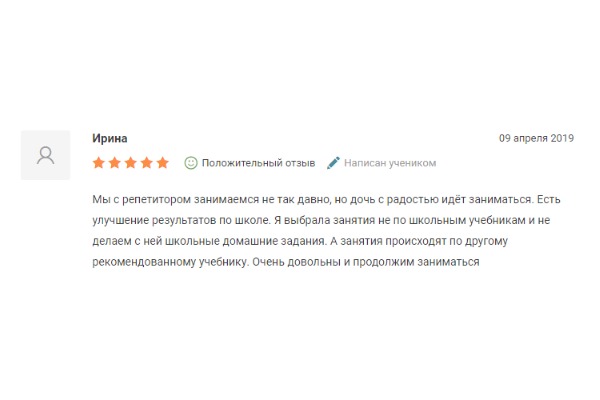 Ирина
09 апреля 2019
Положительный отзыв Написан учеником
Мы с репетитором занимаемся не так давно, но дочь с радостью идёт заниматься. Есть
улучшение результатов по школе. Я выбрала занятия не по школьным учебникам и не
делаем с ней школьные домашние задания. А занятия происходят по другому
рекомендованному учебнику. Очень довольны и продолжим заниматься